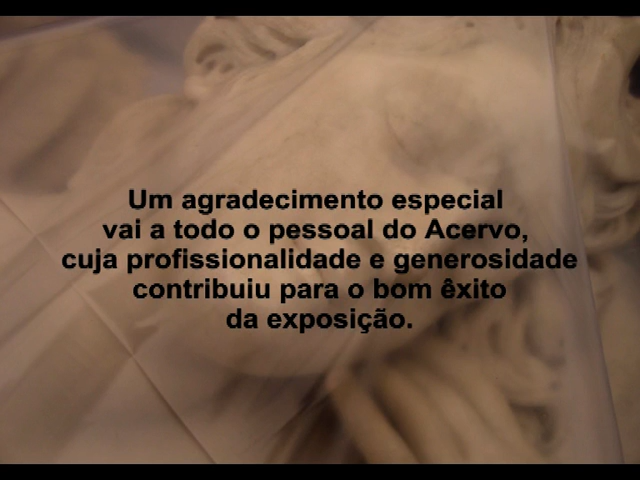 Um agradecimento especial
vai a todo o pessoal do Acervo,
cuja profissionalidade e generosidade
contribuiu para o bom êxito
da exposição.